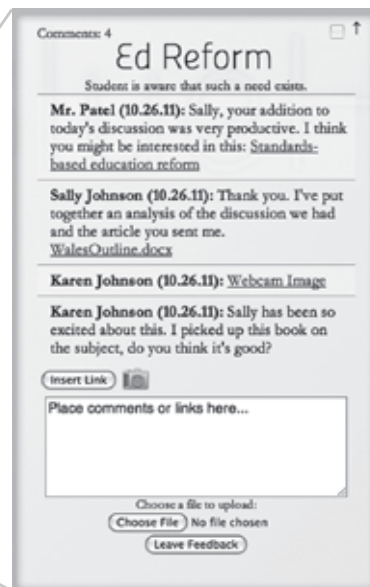 Comments: 4
↑
Ed Reform
Student is aware that such a need exists.
Mr. Patel (10.26.11): Sally, your addition to
today's discussion was very productive. I think
you might be interested in this: Standards-
based education reform
Sally Johnson (10.26.11): Thank you. I've put
together an analysis of the discussion we had
and the article you sent me.
WalesOutline.docx
Karen Johnson (10.26.11): Webcam Image
Karen Johnson (10.26.11): Sally has been so
excited about this. I picked up this book on
the subject, do you think it's good?
Insert Link
Place comments or links here...
Choose a file to upload:
Choose File No file chosen
Leave Feedback